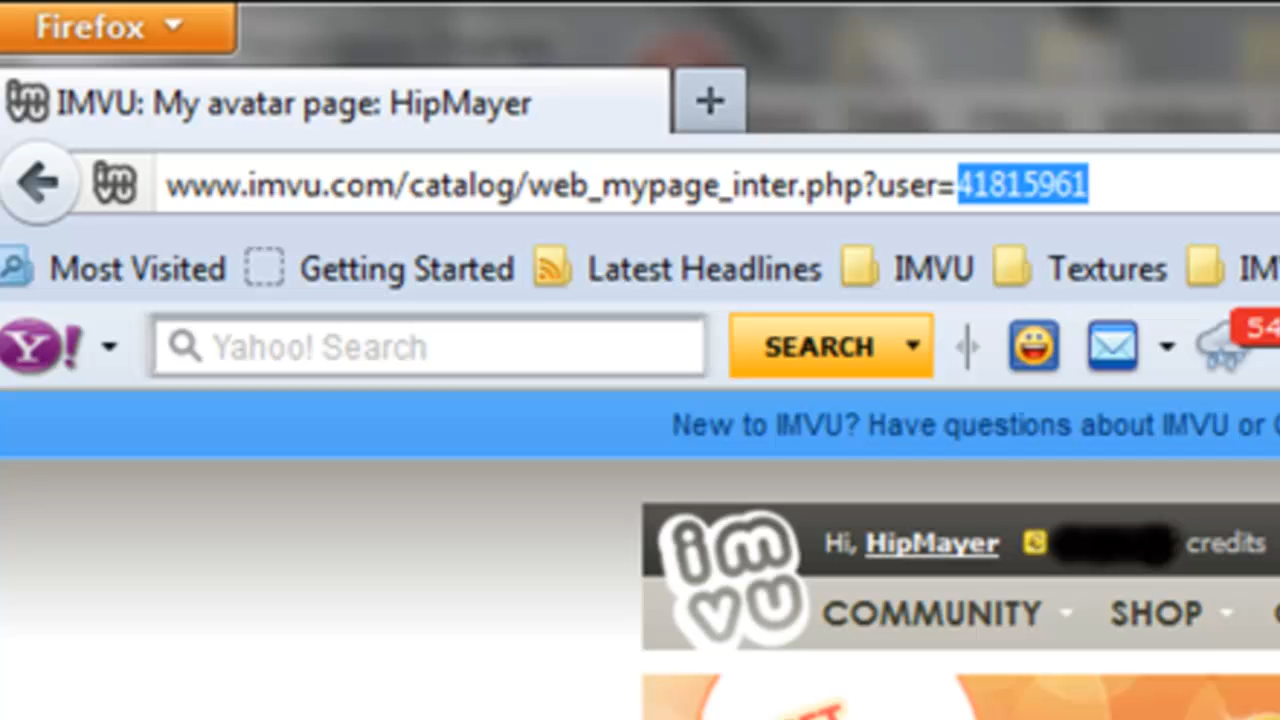 Firefox
IMVU: My avatar page: HipMayer
www.imvu.com/catalog/web_mypage_inter.php?user=41815961
Most Visited Getting Started Latest Headlines IMVU Textures IM
Y! Yahoo! Search SEARCH 54
New to IMVU? Have questions about IMVU or
imvu Hi, HipMayer credits
COMMUNITY SHOP